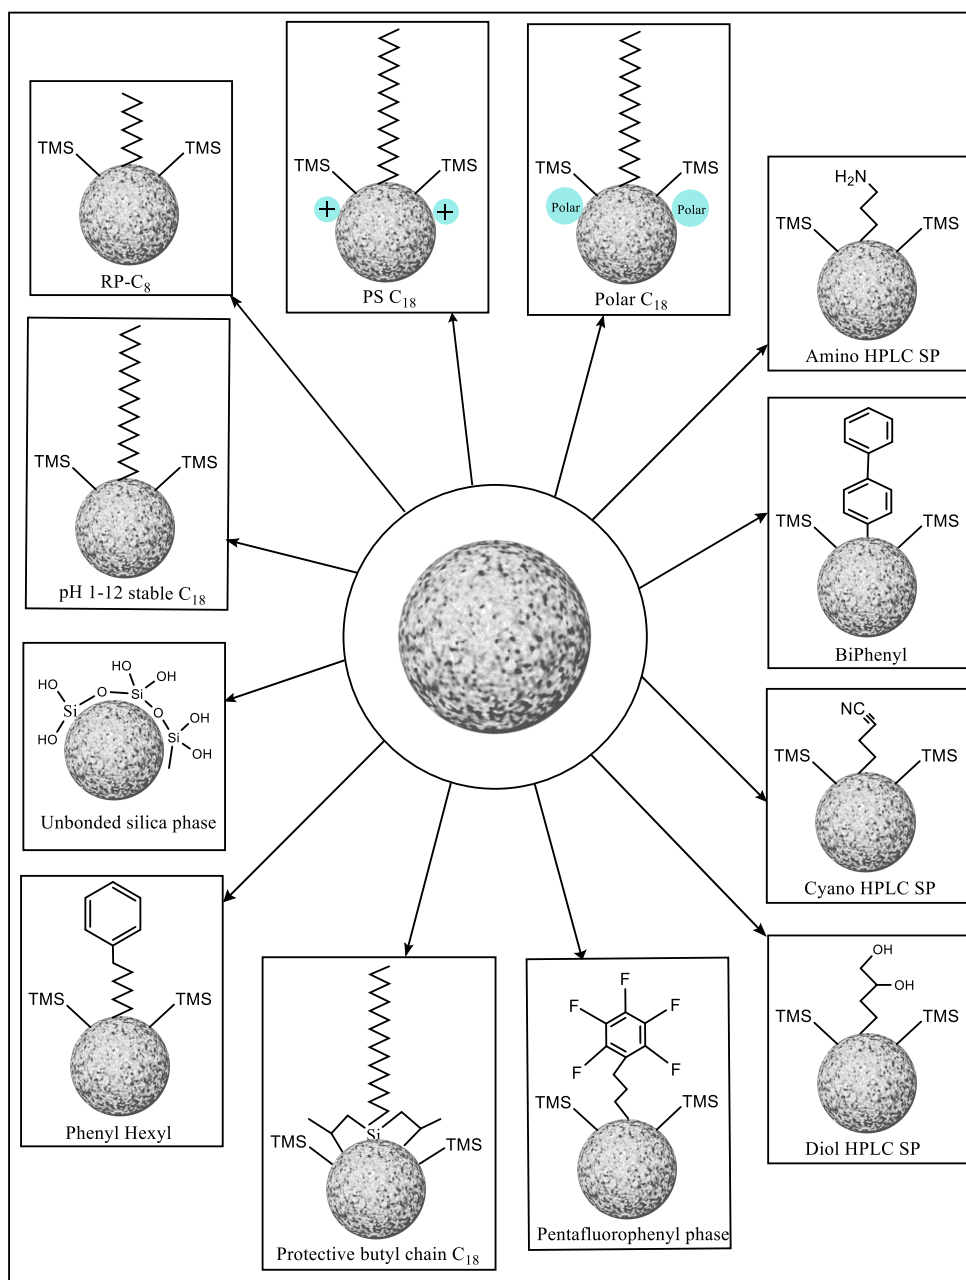 TMS TMS
RP-C₈
TMS TMS
+ +
PS C₁₈
TMS TMS
Polar Polar
Polar C₁₈
H₂N
TMS TMS
Amino HPLC SP
TMS TMS
pH 1-12 stable C₁₈
TMS TMS
BiPhenyl
HO
HO O Si OH
Si O
HO Si OH
OH
Unbonded silica phase
NC
TMS TMS
Cyano HPLC SP
TMS TMS
Phenyl Hexyl
Si
TMS TMS
Protective butyl chain C₁₈
F
F F
F F
TMS TMS
Pentafluorophenyl phase
OH
OH
TMS TMS
Diol HPLC SP